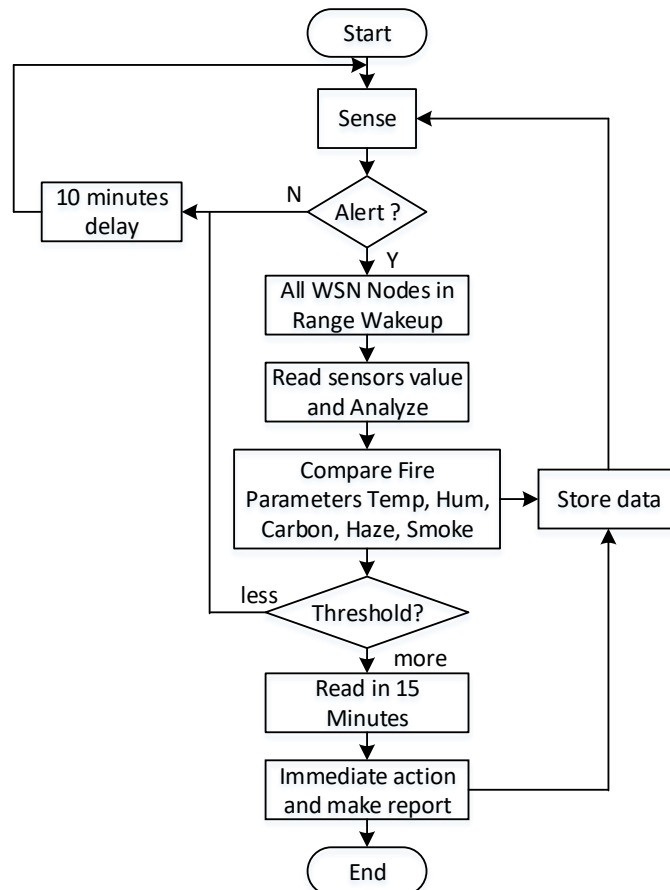 Start
Sense
10 minutes
delay
N
Alert ?
Y
All WSN Nodes in
Range Wakeup
Read sensors value
and Analyze
Compare Fire
Parameters Temp, Hum,
Carbon, Haze, Smoke
Store data
less
Threshold?
more
Read in 15
Minutes
Immediate action
and make report
End